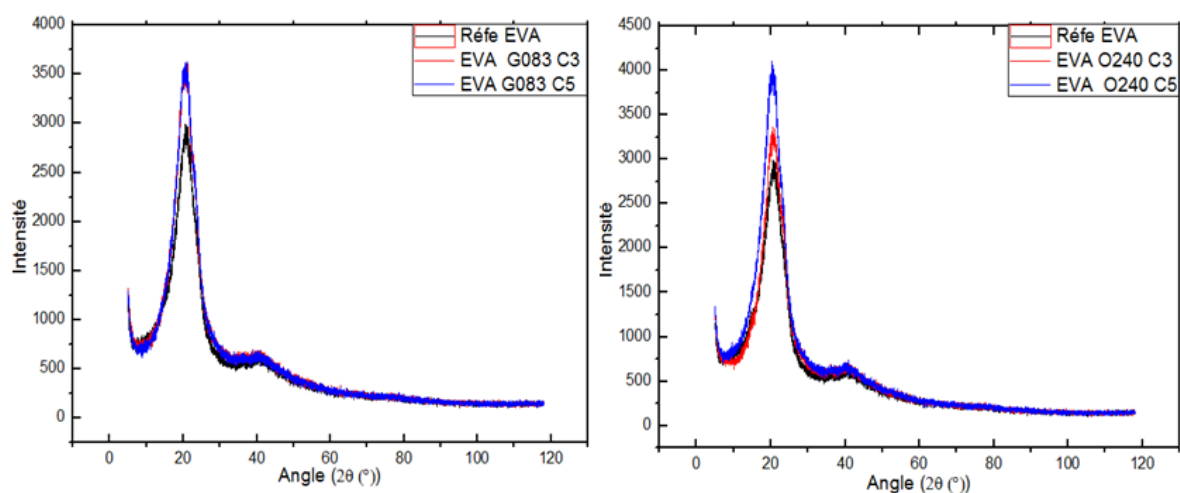 4000
3500
3000
2500
2000
1500
1000
500
0
Intensité
Réfe EVA
EVA G083 C3
EVA G083 C5
0 20 40 60 80 100 120
Angle (2θ (°))
4500
4000
3500
3000
2500
2000
1500
1000
500
0
Intensité
Réfe EVA
EVA O240 C3
EVA O240 C5
0 20 40 60 80 100 120
Angle (2θ (°))